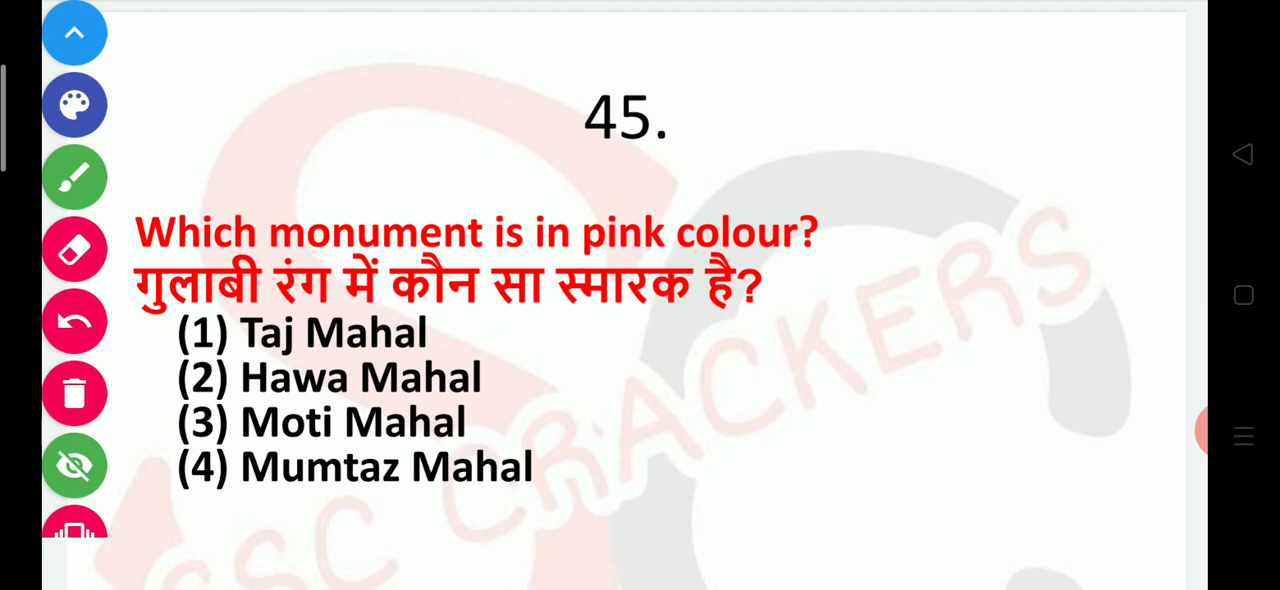 45.
Which monument is in pink colour?
गुलाबी रंग में कौन सा स्मारक है?
(1) Taj Mahal
(2) Hawa Mahal
(3) Moti Mahal
(4) Mumtaz Mahal
SSC CRACKERS